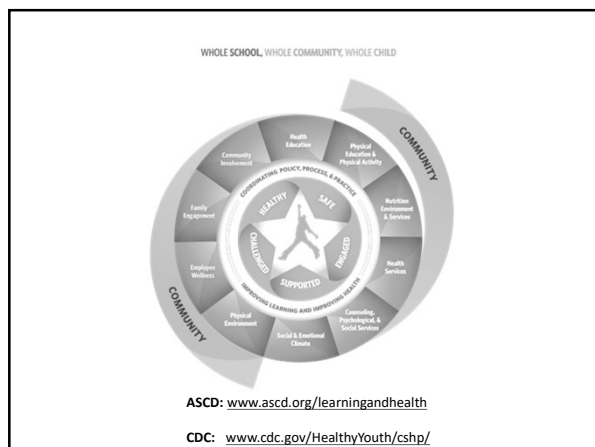 WHOLE SCHOOL, WHOLE COMMUNITY, WHOLE CHILD
COMMUNITY
Health
Education
Physical
Education &
Physical Activity
Nutrition
Environment
& Services
Health
Services
Counseling,
Psychological, &
Social Services
Social & Emotional
Climate
Physical
Environment
Employee
Wellness
Family
Engagement
Community
Involvement
COORDINATING POLICY, PROCESS, & PRACTICE
IMPROVING LEARNING AND IMPROVING HEALTH
HEALTHY
SAFE
ENGAGED
SUPPORTED
CHALLENGED
COMMUNITY
ASCD: www.ascd.org/learningandhealth
CDC: www.cdc.gov/HealthyYouth/cshp/